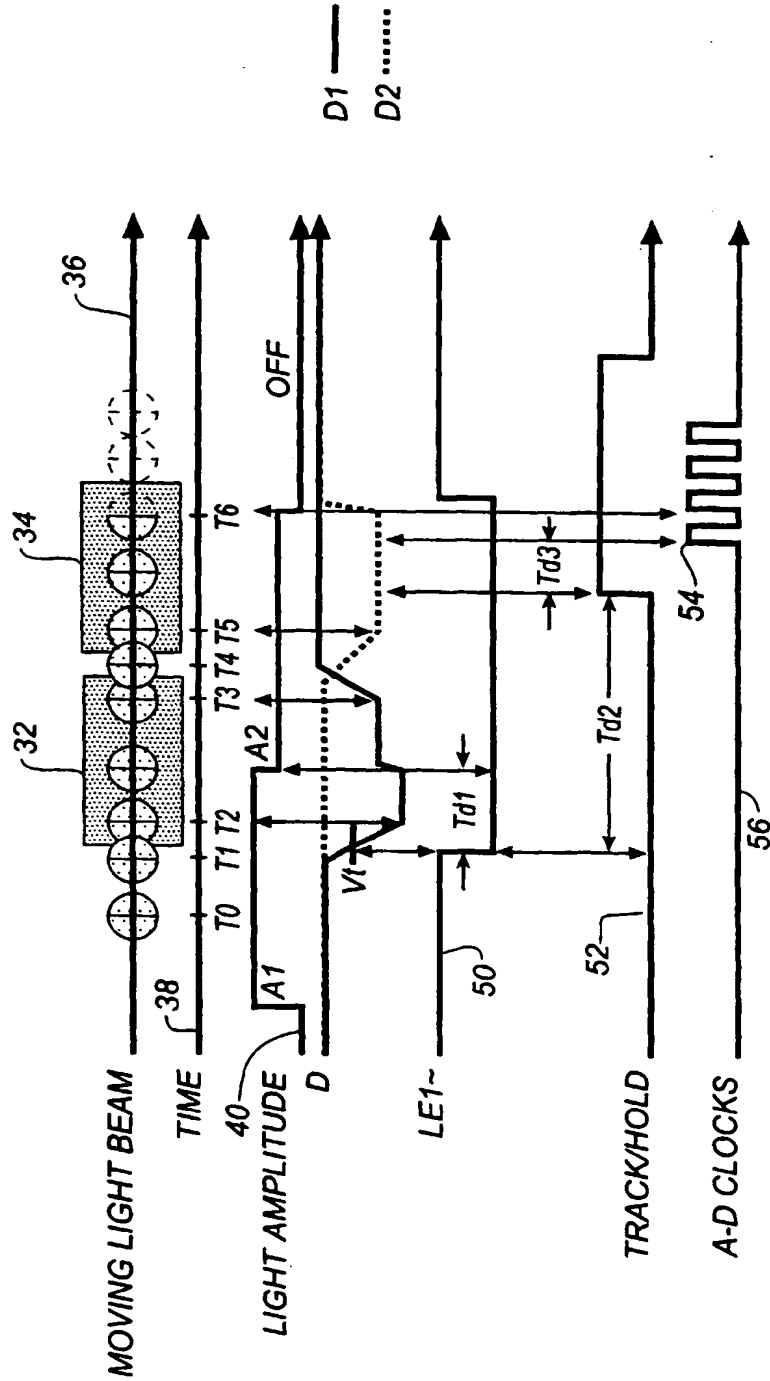 MOVING LIGHT BEAM
32
34
36
TIME
38
T0
T1
T2
T3
T4
T5
T6
LIGHT AMPLITUDE
40
A1
A2
OFF
D
Vt
D1
D2
LE1~
50
Td1
Td2
Td3
TRACK/HOLD
52
54
A-D CLOCKS
56